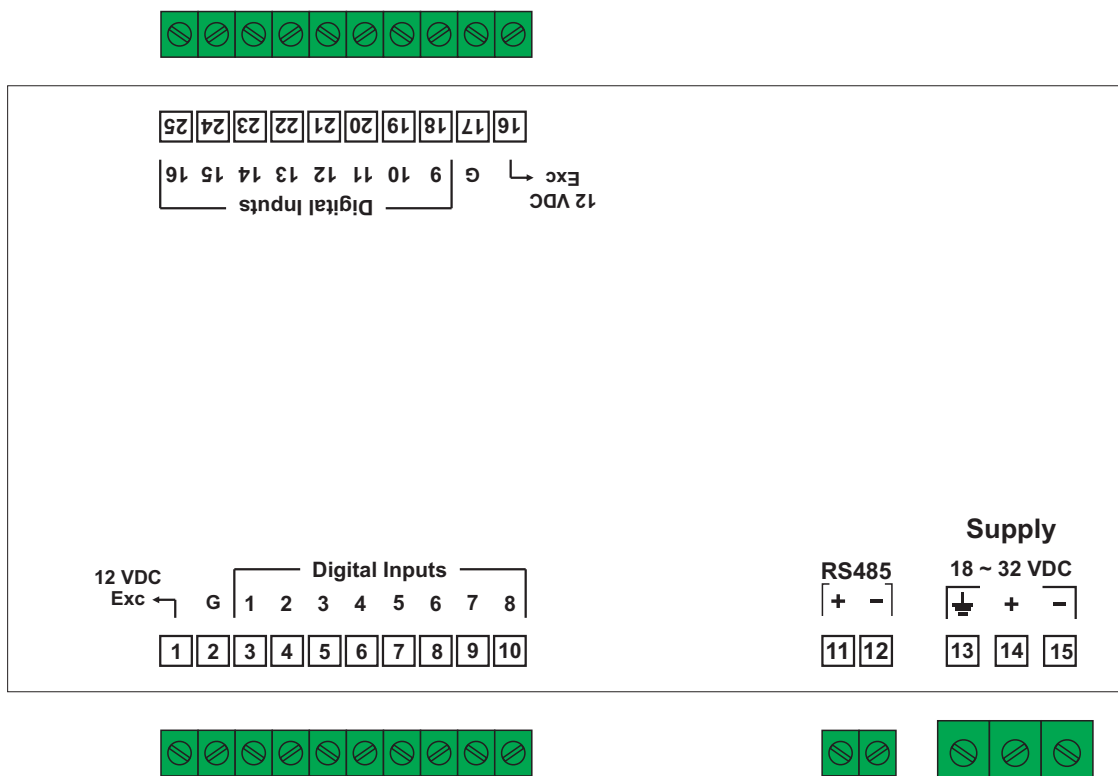 25 24 23 22 21 20 19 18 17 16
16 15 14 13 12 11 10 9 G Exc
Digital Inputs 12 VDC
Supply
12 VDC Digital Inputs RS485 18 ~ 32 VDC
Exc G 1 2 3 4 5 6 7 8 + − + −
1 2 3 4 5 6 7 8 9 10 11 12 13 14 15